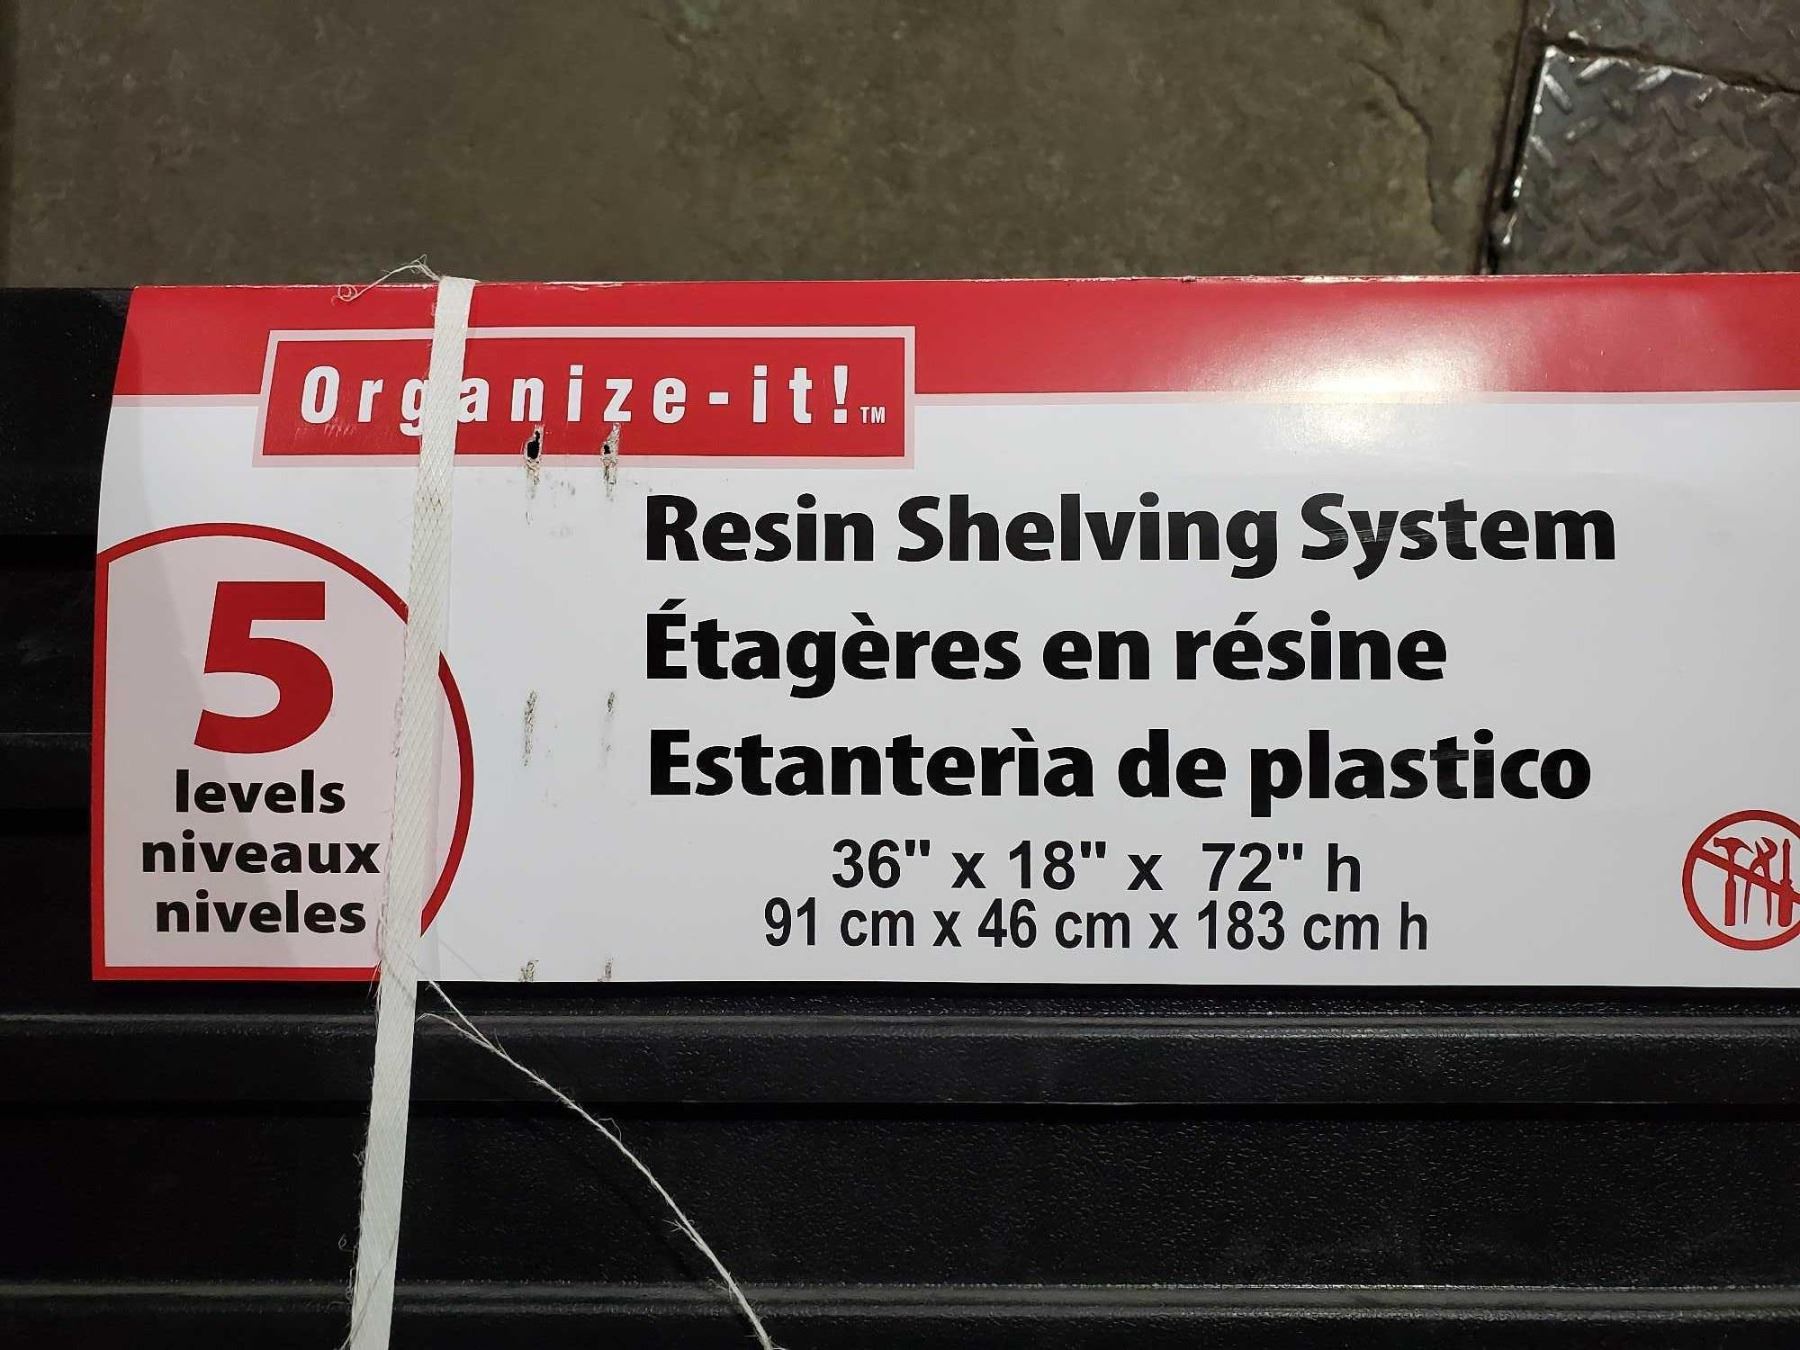 Organize-it!™
Resin Shelving System
Étagères en résine
Estanterìa de plastico
36" x 18" x 72" h
91 cm x 46 cm x 183 cm h
5
levels
niveaux
niveles